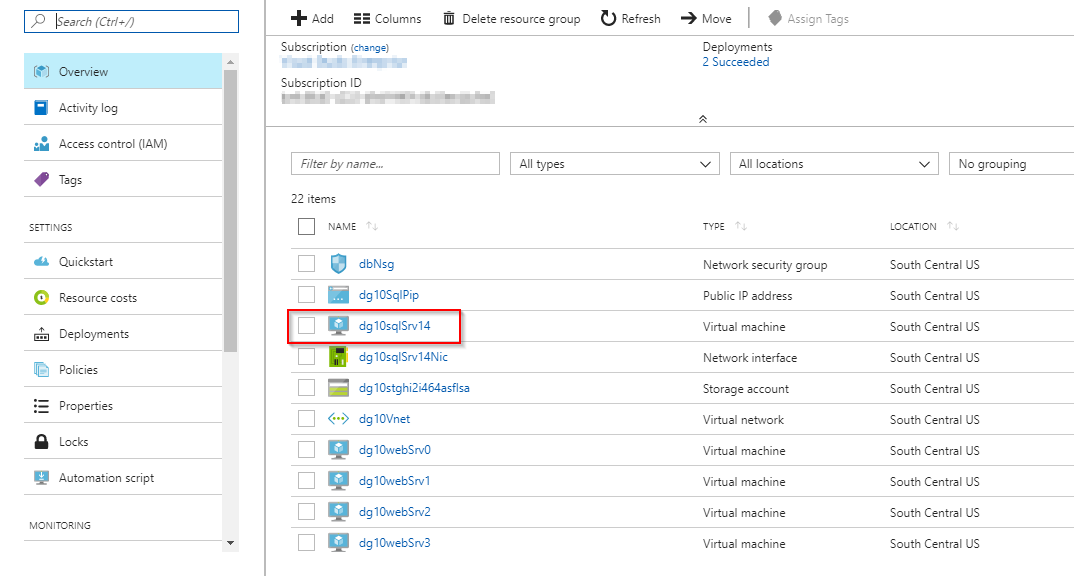 Search (Ctrl+/)
Overview
Activity log
Access control (IAM)
Tags
SETTINGS
Quickstart
Resource costs
Deployments
Policies
Properties
Locks
Automation script
MONITORING
Add Columns Delete resource group Refresh Move Assign Tags
Subscription (change) Deployments
2 Succeeded
Subscription ID
Filter by name... All types All locations No grouping
22 items
NAME TYPE LOCATION
dbNsg Network security group South Central US
dg10SqlPip Public IP address South Central US
dg10sqlSrv14 Virtual machine South Central US
dg10sqlSrv14Nic Network interface South Central US
dg10stghi2i464asflsa Storage account South Central US
dg10Vnet Virtual network South Central US
dg10webSrv0 Virtual machine South Central US
dg10webSrv1 Virtual machine South Central US
dg10webSrv2 Virtual machine South Central US
dg10webSrv3 Virtual machine South Central US